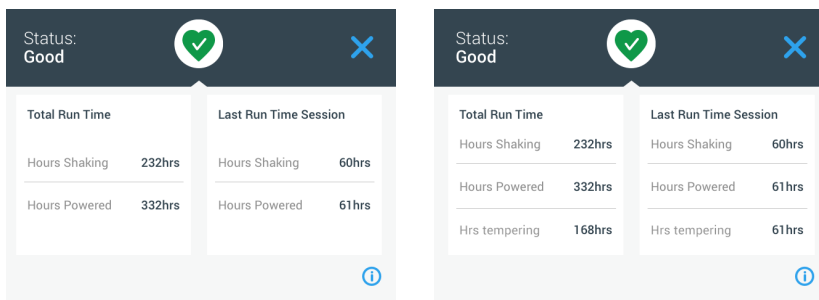 Status:
Good
Total Run Time
Hours Shaking 232hrs
Hours Powered 332hrs
Last Run Time Session
Hours Shaking 60hrs
Hours Powered 61hrs
Status:
Good
Total Run Time
Hours Shaking 232hrs
Hours Powered 332hrs
Hrs tempering 168hrs
Last Run Time Session
Hours Shaking 60hrs
Hours Powered 61hrs
Hrs tempering 61hrs